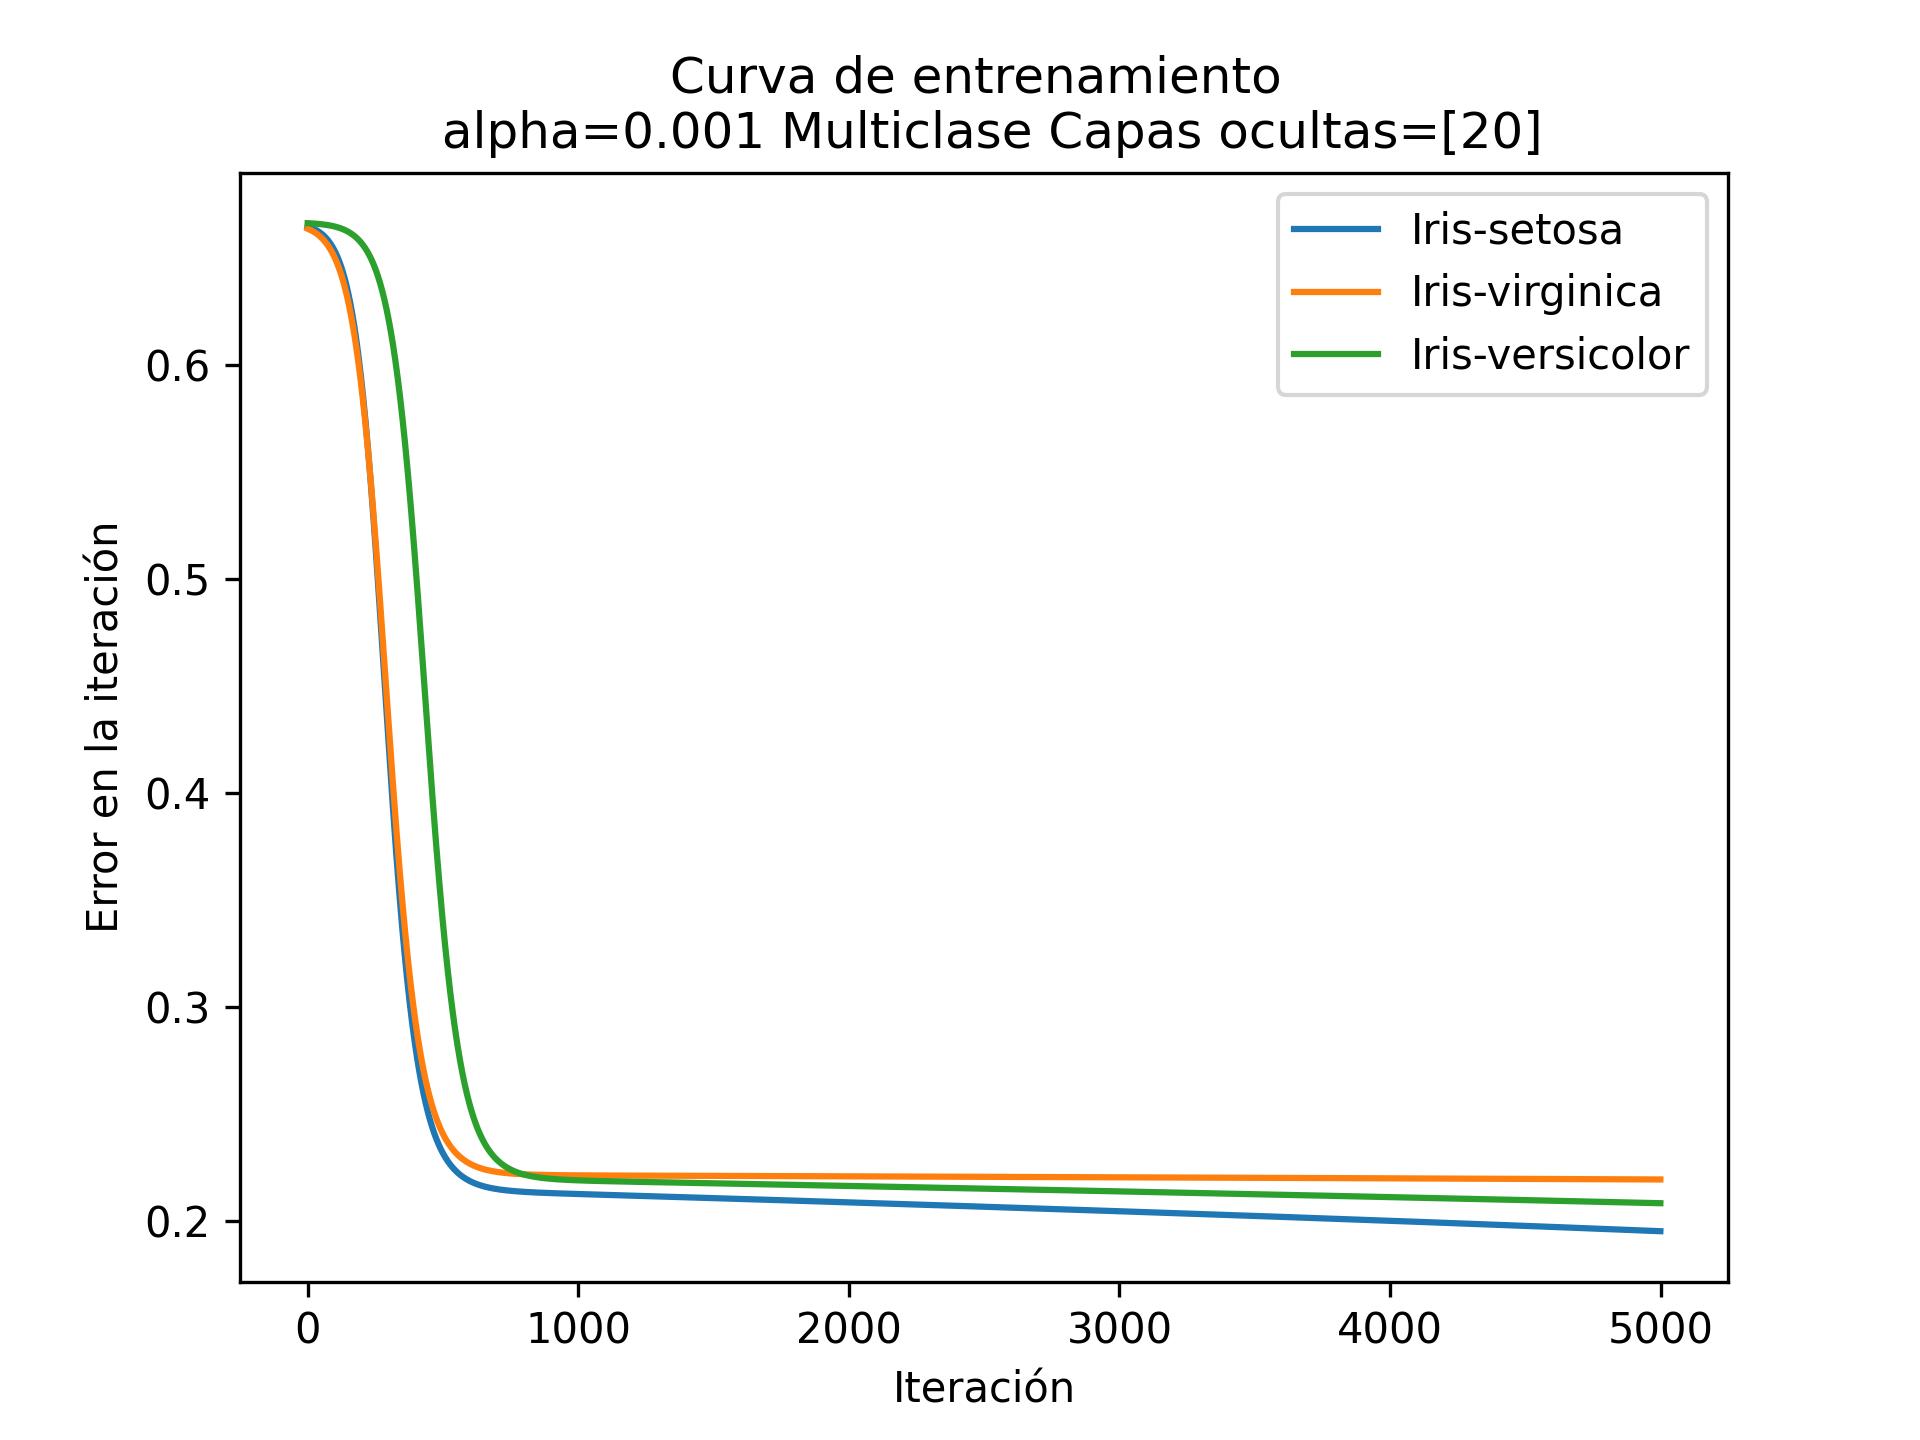 Curva de entrenamiento
alpha=0.001 Multiclase Capas ocultas=[20]
Iris-setosa
Iris-virginica
Iris-versicolor
Error en la iteración
0.6
0.5
0.4
0.3
0.2
0 1000 2000 3000 4000 5000
Iteración